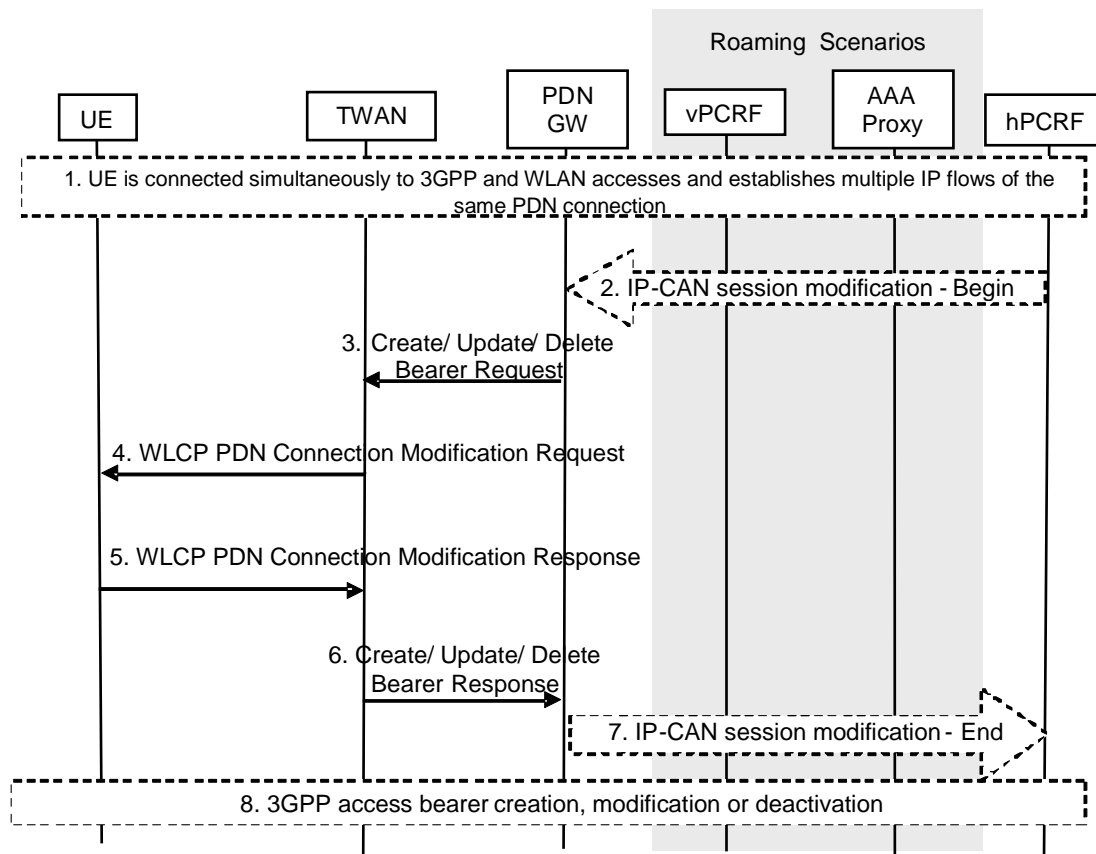 Roaming Scenarios
UE
TWAN
PDN
GW
vPCRF
AAA
Proxy
hPCRF
1. UE is connected simultaneously to 3GPP and WLAN accesses and establishes multiple IP flows of the
same PDN connection
2. IP-CAN session modification - Begin
3. Create/ Update/ Delete
Bearer Request
4. WLCP PDN Connection Modification Request
5. WLCP PDN Connection Modification Response
6. Create/ Update/ Delete
Bearer Response
7. IP-CAN session modification - End
8. 3GPP access bearer creation, modification or deactivation